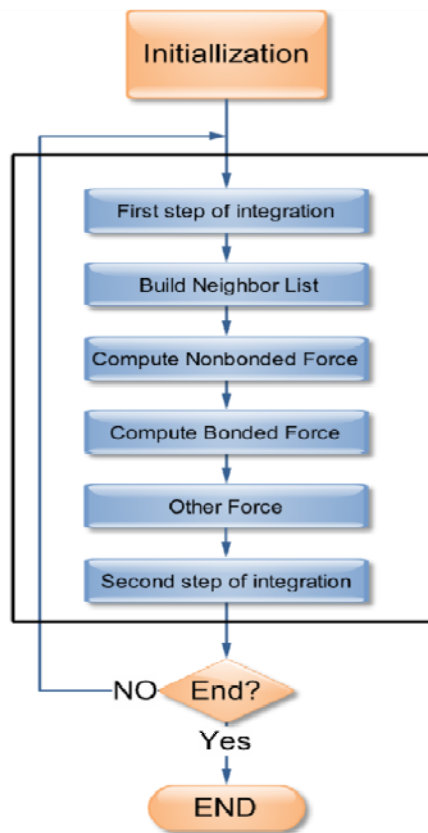 Initiallization
First step of integration
Build Neighbor List
Compute Nonbonded Force
Compute Bonded Force
Other Force
Second step of integration
End?
NO
Yes
END